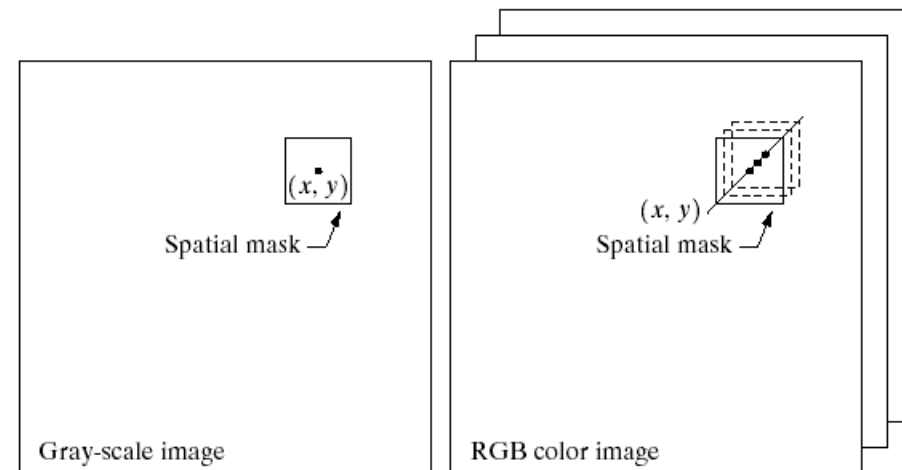 (x, y)
Spatial mask
Gray-scale image
(x, y)
Spatial mask
RGB color image